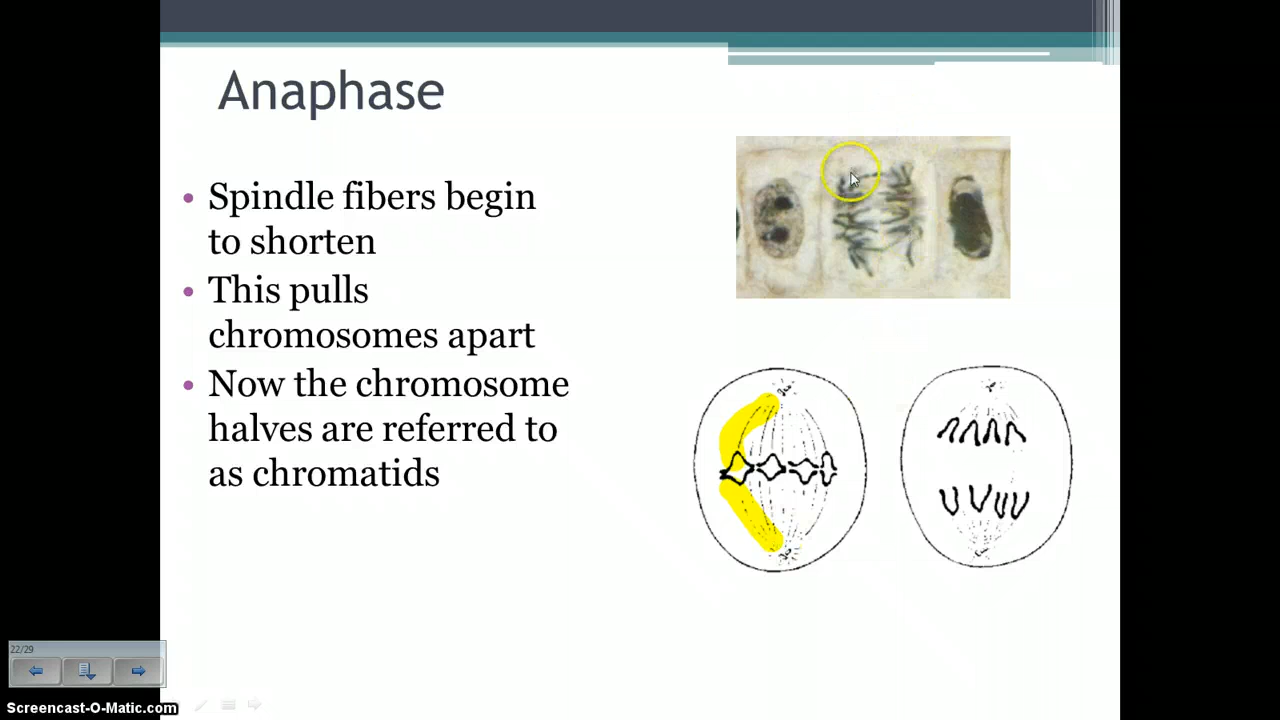 Anaphase
• Spindle fibers begin
to shorten
• This pulls
chromosomes apart
• Now the chromosome
halves are referred to
as chromatids
22/29
Screencast-O-Matic.com